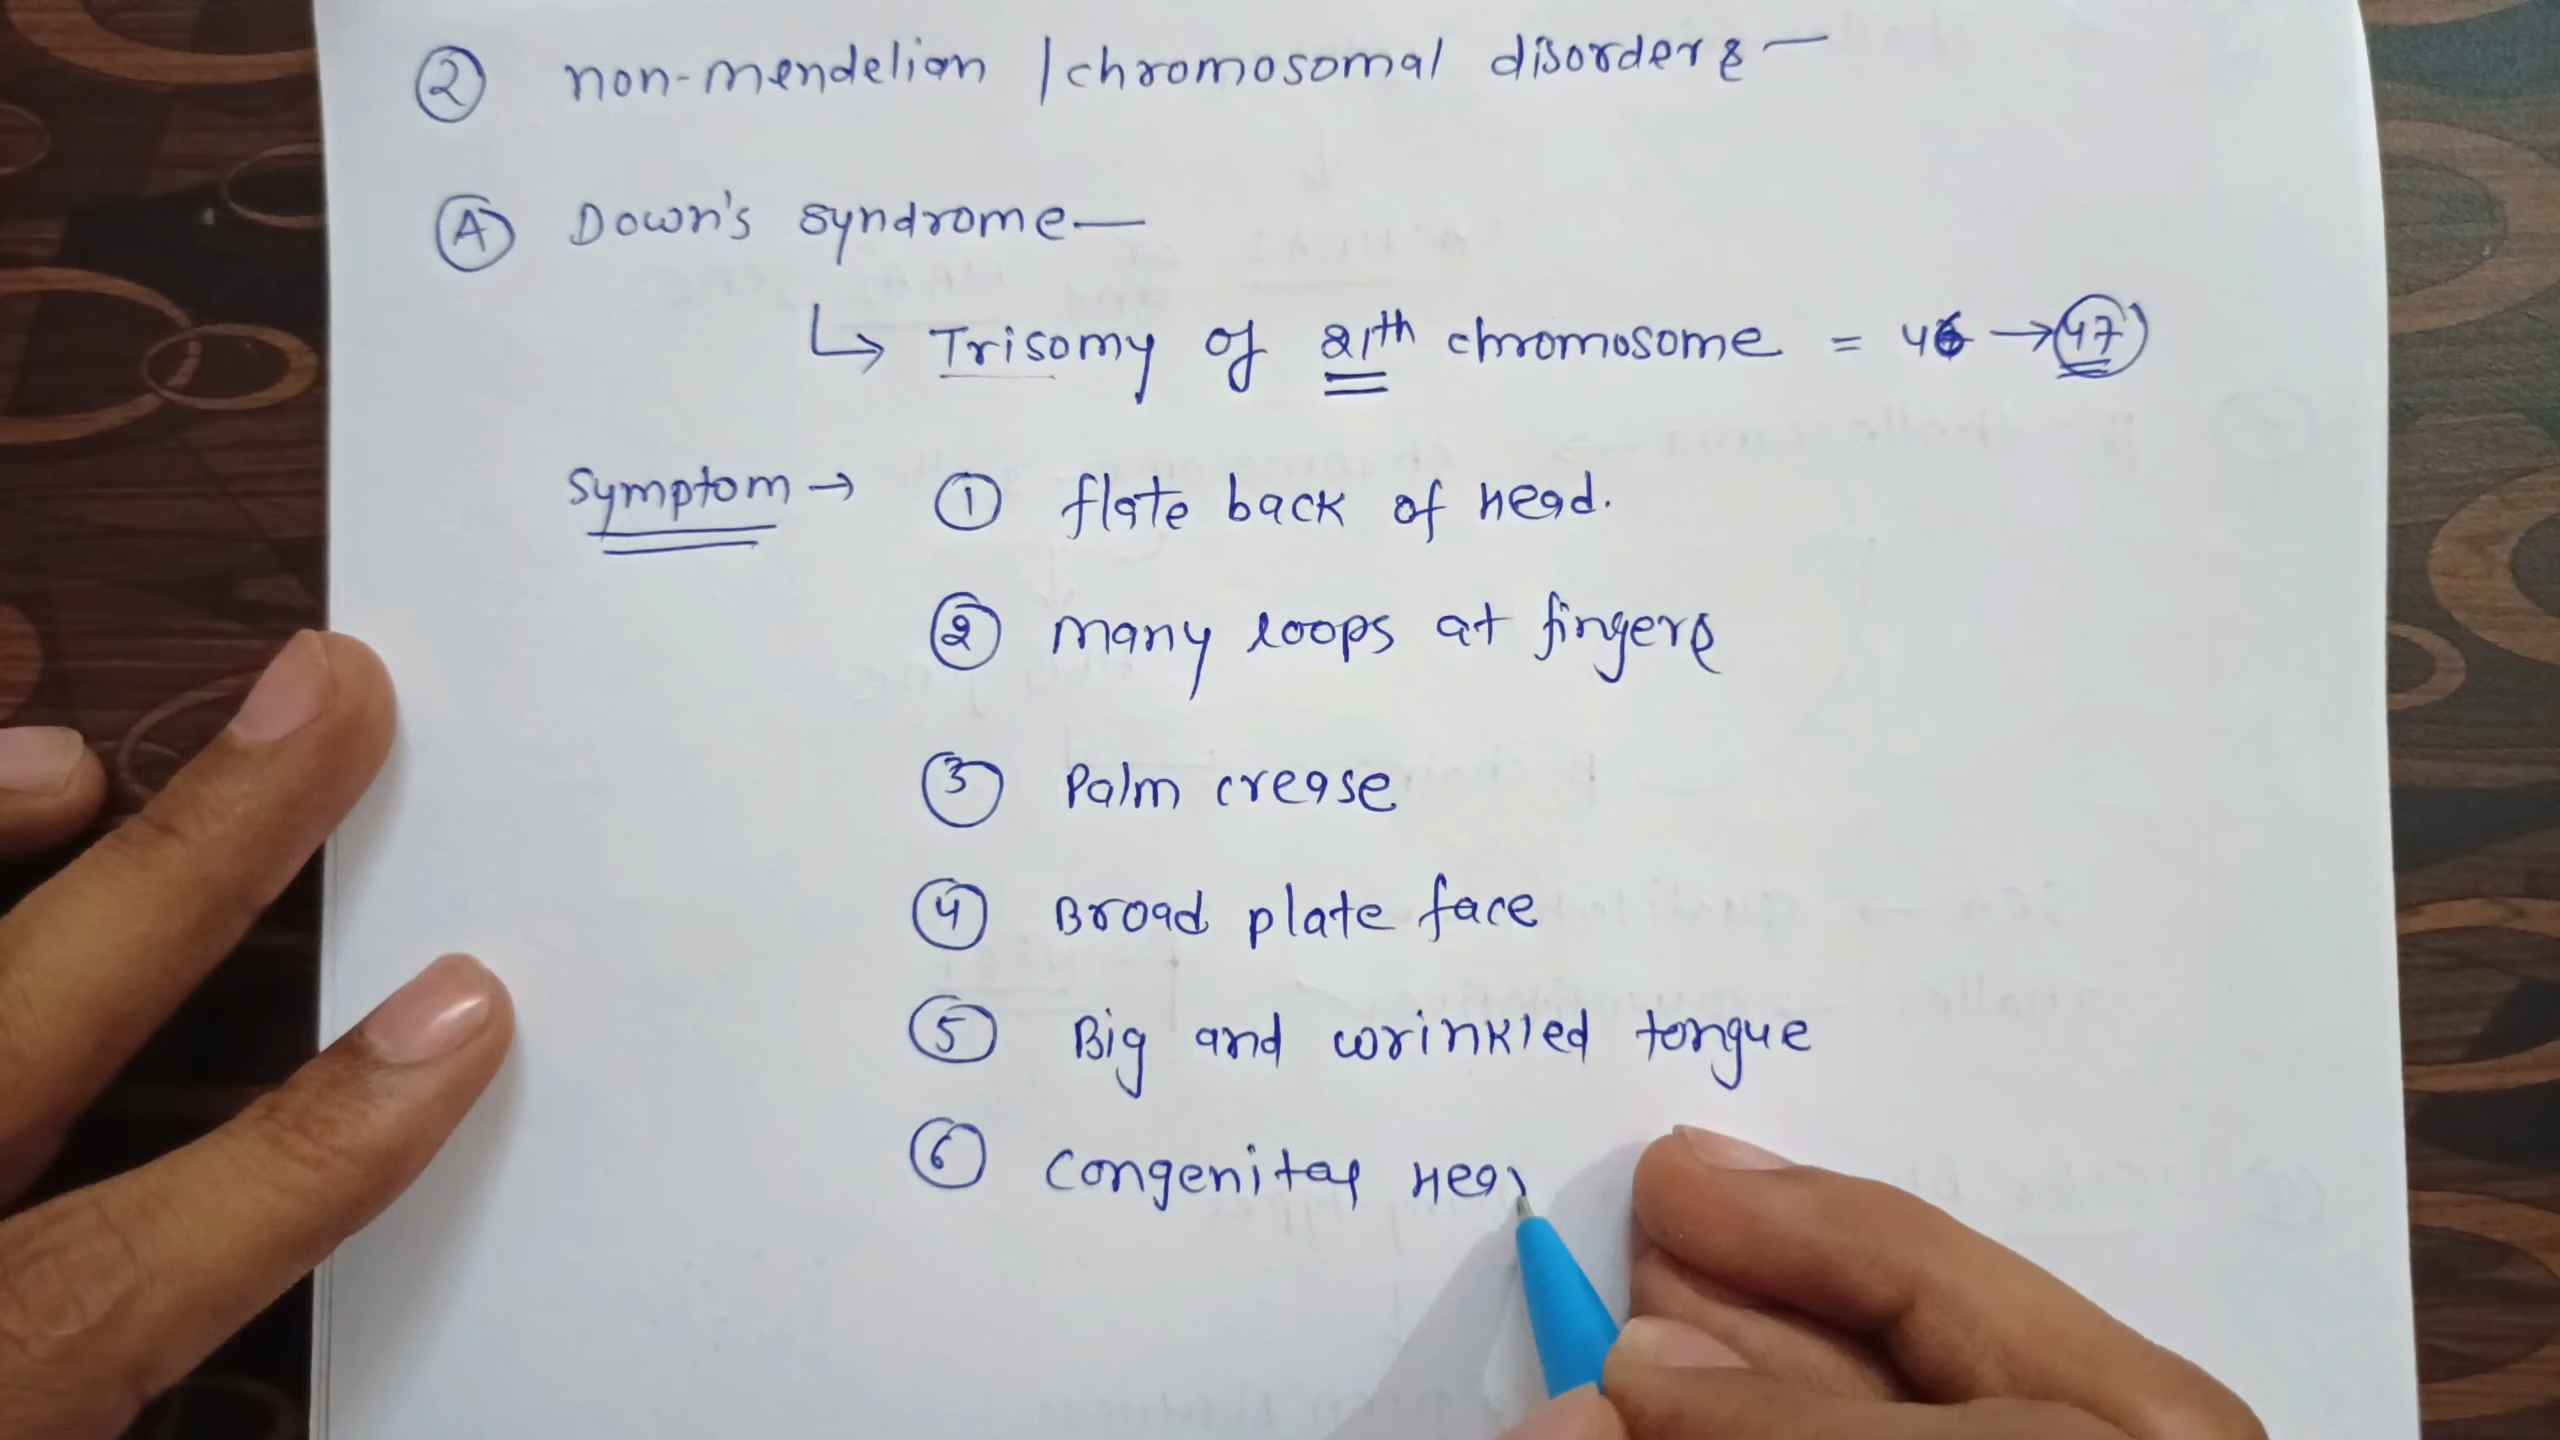 ② non-mendelian / chromosomal disorders —
Ⓐ Down's syndrome —
↳ Trisomy of 21th chromosome = 46 → 47
Symptom → ① flate back of head.
② many loops at fingers
③ Palm crease
④ Broad plate face
⑤ Big and wrinkled tongue
⑥ Congenital Hear